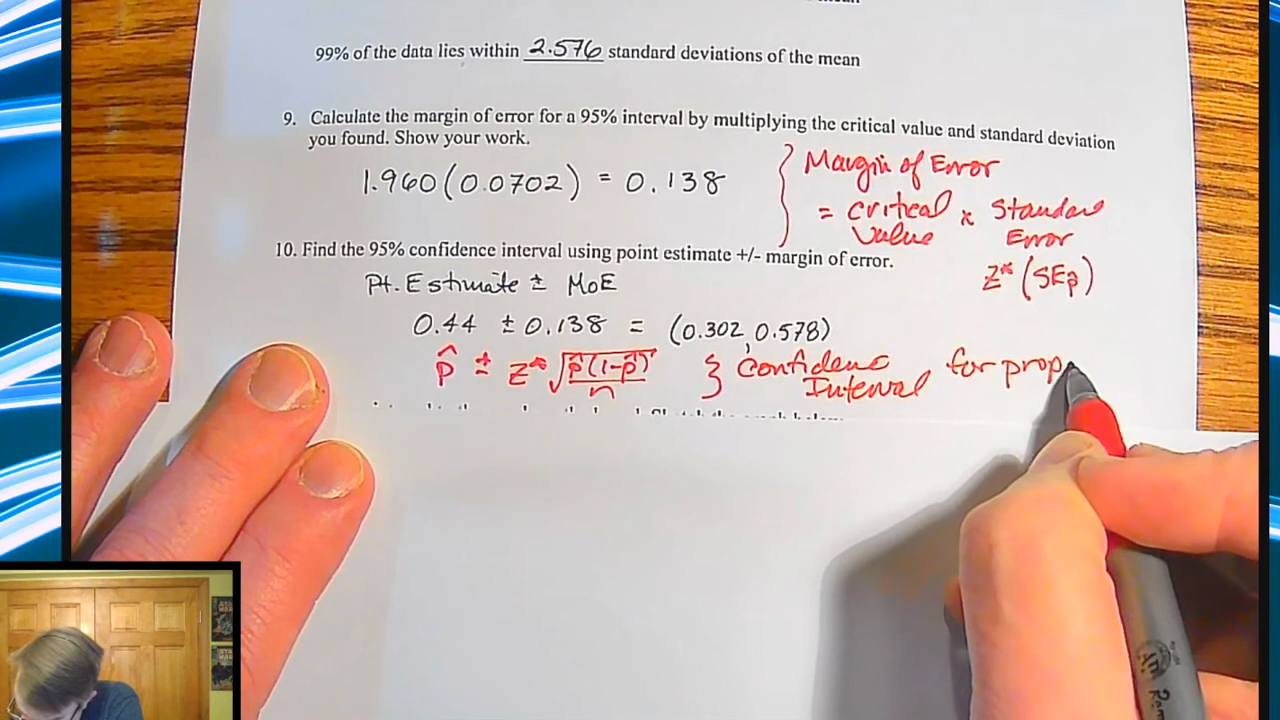 99% of the data lies within 2.576 standard deviations of the mean
9. Calculate the margin of error for a 95% interval by multiplying the critical value and standard deviation
you found. Show your work.
1.960(0.0702) = 0.138
} Margin of Error
= critical value × Standard Error
Z*(SEp)
10. Find the 95% confidence interval using point estimate +/- margin of error.
Pt. Estimate ± MoE
0.44 ± 0.138 = (0.302, 0.578)
p̂ ± Z* √(p̂(1-p̂)/n) } Confidence Interval for prop